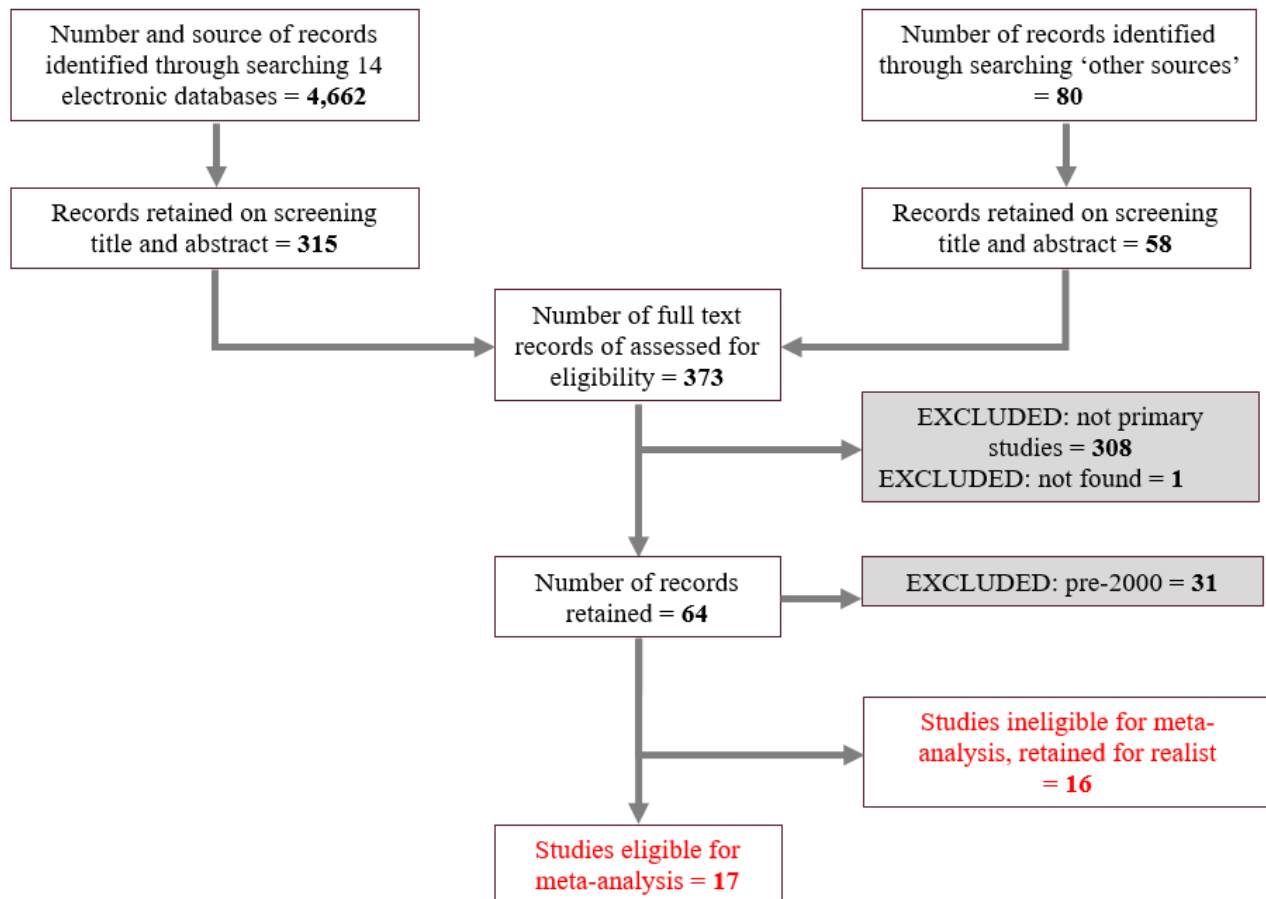 Number and source of records
identified through searching 14
electronic databases = 4,662
Number of records identified
through searching ‘other sources’
= 80
Records retained on screening
title and abstract = 315
Records retained on screening
title and abstract = 58
Number of full text
records of assessed for
eligibility = 373
EXCLUDED: not primary
studies = 308
EXCLUDED: not found = 1
Number of records
retained = 64
EXCLUDED: pre-2000 = 31
Studies ineligible for meta-
analysis, retained for realist
= 16
Studies eligible for
meta-analysis = 17